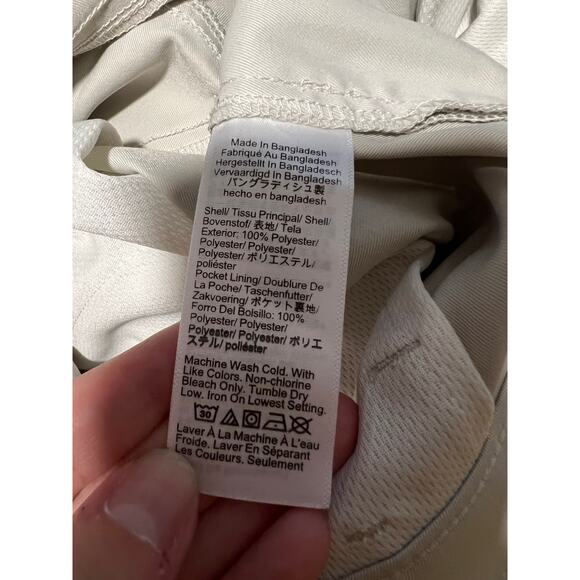 Made In Bangladesh
Fabriqué Au Bangladesh
Hergestellt In Bangladesch
Vervaardigd In Bangladesh
バングラディシュ製
hecho en bangladesh
Shell/ Tissu Principal/ Shell/
Bovenstof/ 表地/ Tela
Exterior: 100% Polyester/
Polyester/ Polyester/
Polyester/ ポリエステル/
poliéster
Pocket Lining/ Doublure De
La Poche/ Taschenfutter/
Zakvoering/ ポケット裏地/
Forro Del Bolsillo: 100%
Polyester/ Polyester/
Polyester/ Polyester/ ポリエ
ステル/ poliéster
Machine Wash Cold. With
Like Colors. Non-chlorine
Bleach Only. Tumble Dry
Low. Iron On Lowest Setting.
30
Laver À La Machine À L'eau
Froide. Laver En Séparant
Les Couleurs. Seulement